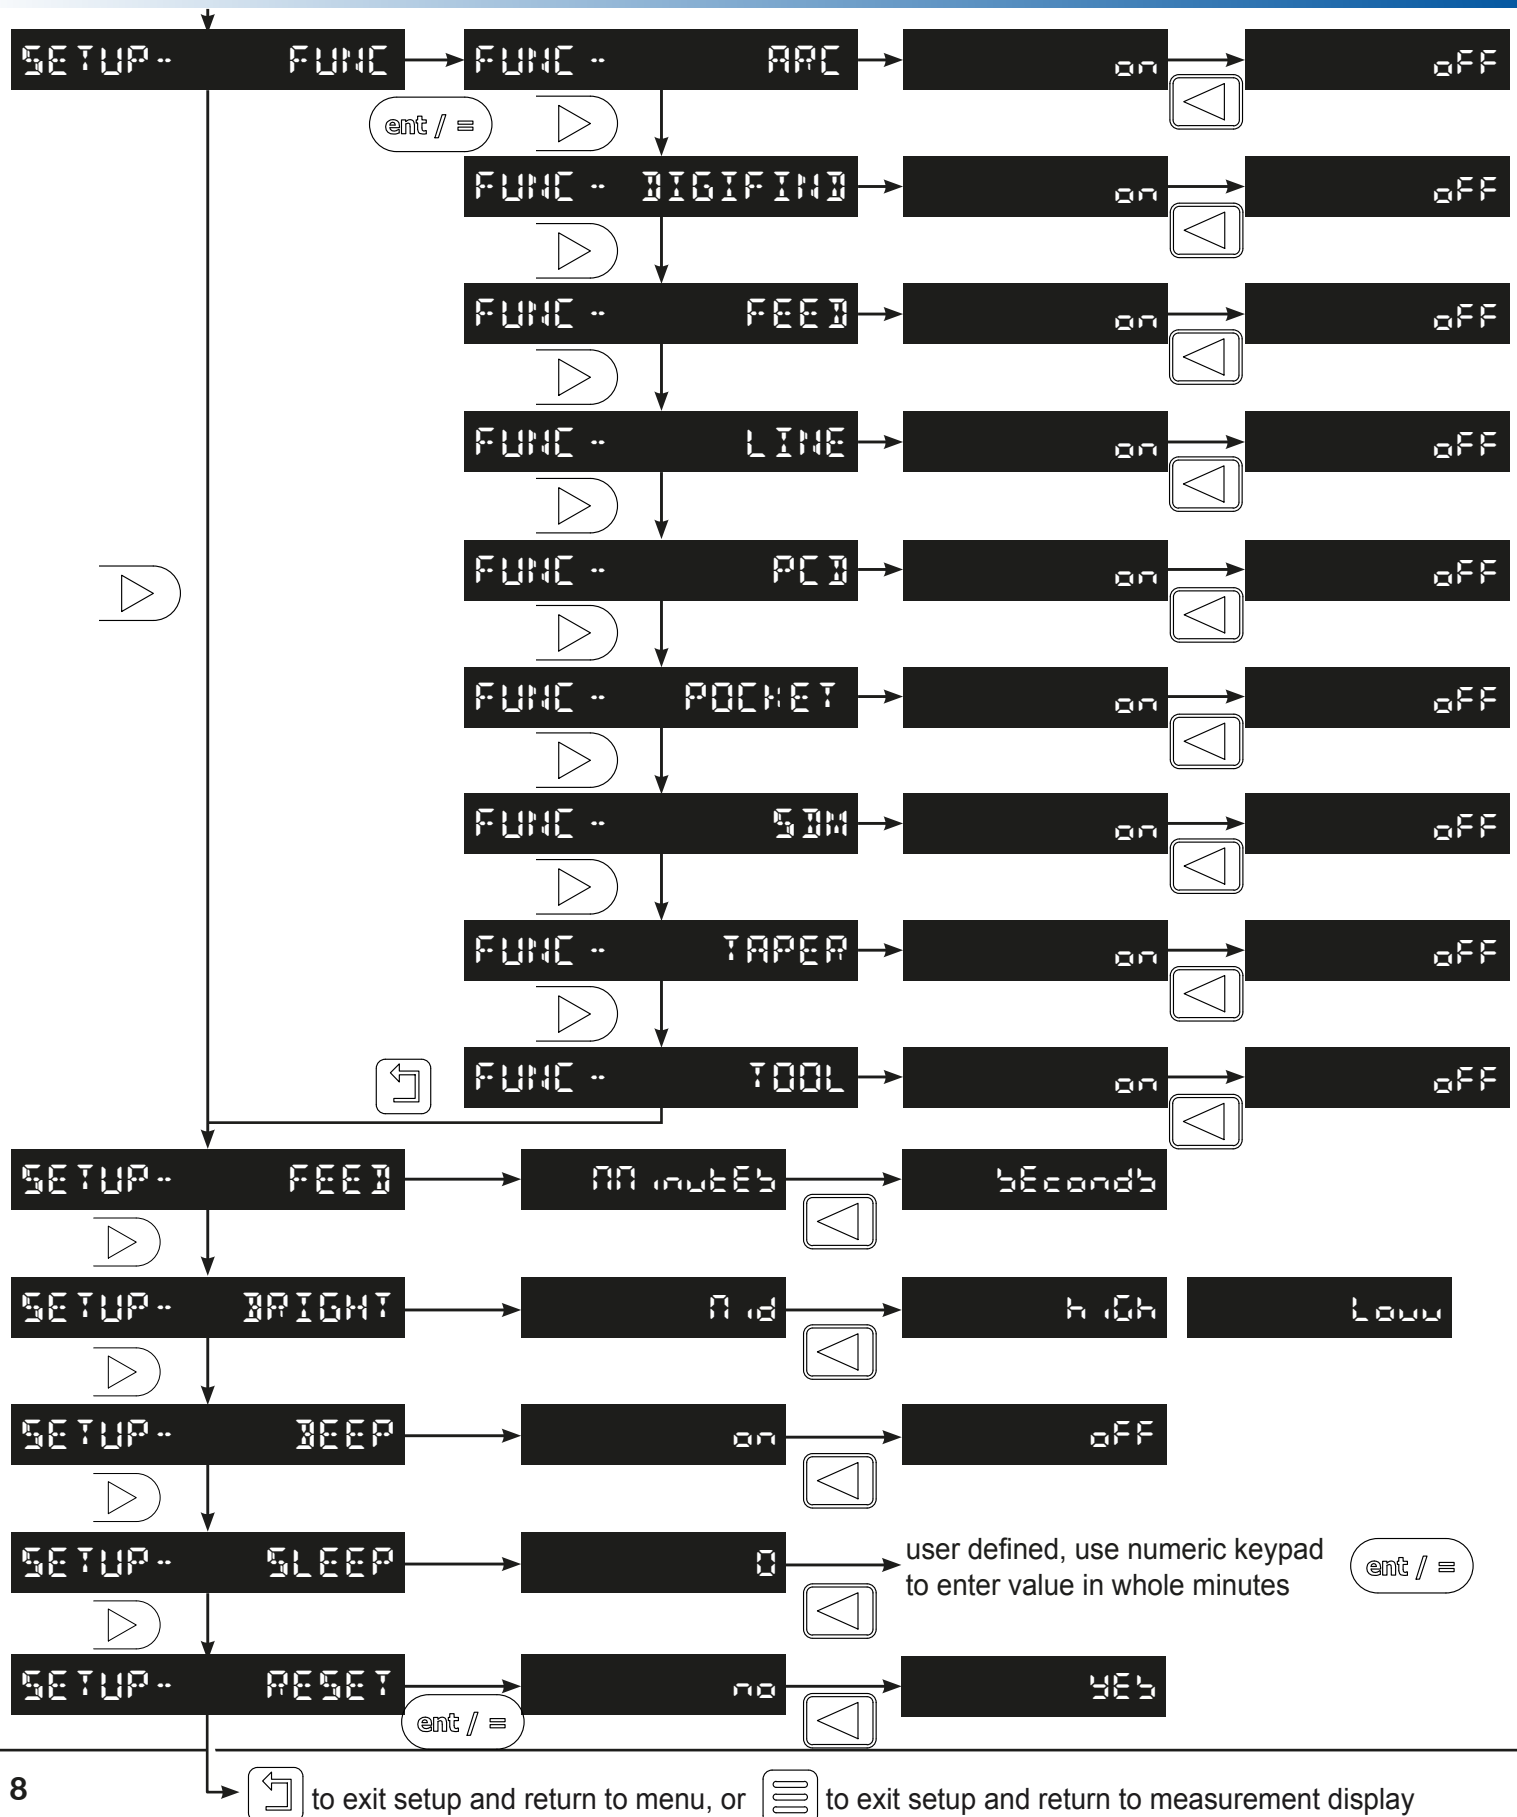 SETUP- FUNC FUNC - ARC on oFF
ent / =
FUNC - DIGIFIND on oFF
FUNC - FEED on oFF
FUNC - LINE on oFF
FUNC - PCD on oFF
FUNC - POCKET on oFF
FUNC - SDM on oFF
FUNC - TAPER on oFF
FUNC - TOOL on oFF
SETUP- FEED MinutES SEcondS
SETUP- BRIGHT Mid hiGh Low
SETUP- BEEP on oFF
SETUP- SLEEP 0 user defined, use numeric keypad
to enter value in whole minutes ent / =
SETUP- RESET no YES
ent / =
8 to exit setup and return to menu, or to exit setup and return to measurement display